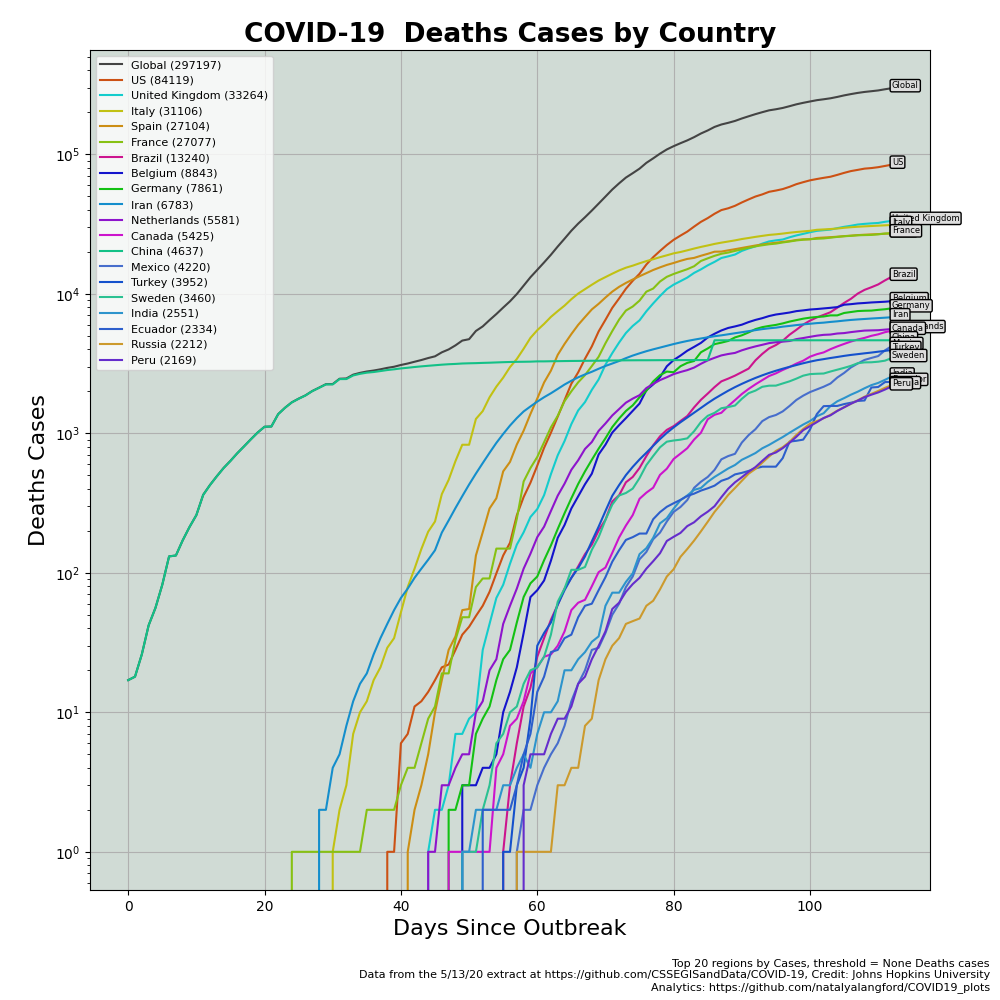 COVID-19  Deaths Cases by Country
Global (297197)
US (84119)
United Kingdom (33264)
Italy (31106)
Spain (27104)
France (27077)
Brazil (13240)
Belgium (8843)
Germany (7861)
Iran (6783)
Netherlands (5581)
Canada (5425)
China (4637)
Mexico (4220)
Turkey (3952)
Sweden (3460)
India (2551)
Ecuador (2334)
Russia (2212)
Peru (2169)
Global
US
United Kingdom
Italy
France
Brazil
Belgium
Germany
Iran
Canada
Turkey
Sweden
India
Peru
10^5
10^4
10^3
10^2
10^1
10^0
Deaths Cases
0 20 40 60 80 100
Days Since Outbreak
Top 20 regions by Cases, threshold = None Deaths cases
Data from the 5/13/20 extract at https://github.com/CSSEGISandData/COVID-19, Credit: Johns Hopkins University
Analytics: https://github.com/natalyalangford/COVID19_plots